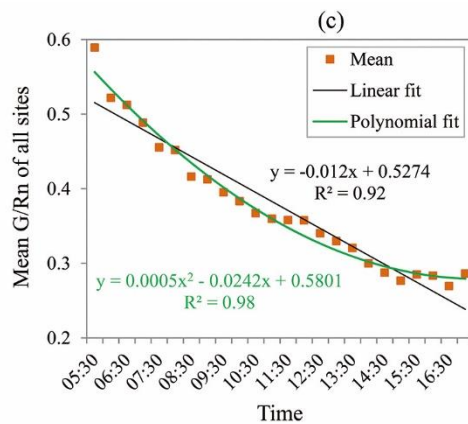 (c)
0.6
0.5
0.4
0.3
0.2
Mean G/Rn of all sites
Mean
Linear fit
Polynomial fit
y = -0.012x + 0.5274
R² = 0.92
y = 0.0005x² - 0.0242x + 0.5801
R² = 0.98
05:30
06:30
07:30
08:30
09:30
10:30
11:30
12:30
13:30
14:30
15:30
16:30
Time